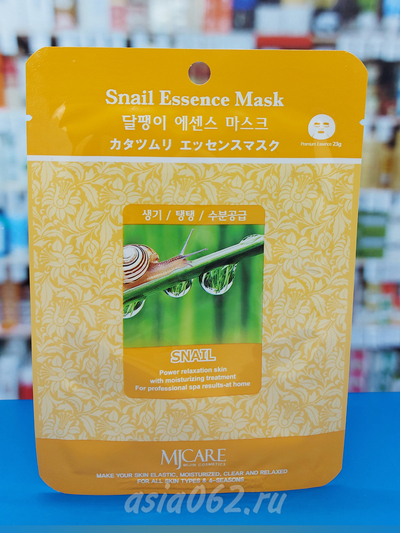 Snail Essence Mask
달팽이 에센스 마스크
カタツムリ エッセンスマスク
Premium Essence 23g
생기 / 탱탱 / 수분공급
SNAIL
Power relaxation skin
with moisturizing treatment
For professional spa results-at home
MJCARE
MAKE YOUR SKIN ELASTIC, MOISTURIZED, CLEAR AND RELAXED
FOR ALL SKIN TYPES & 4-SEASONS
asia062.ru